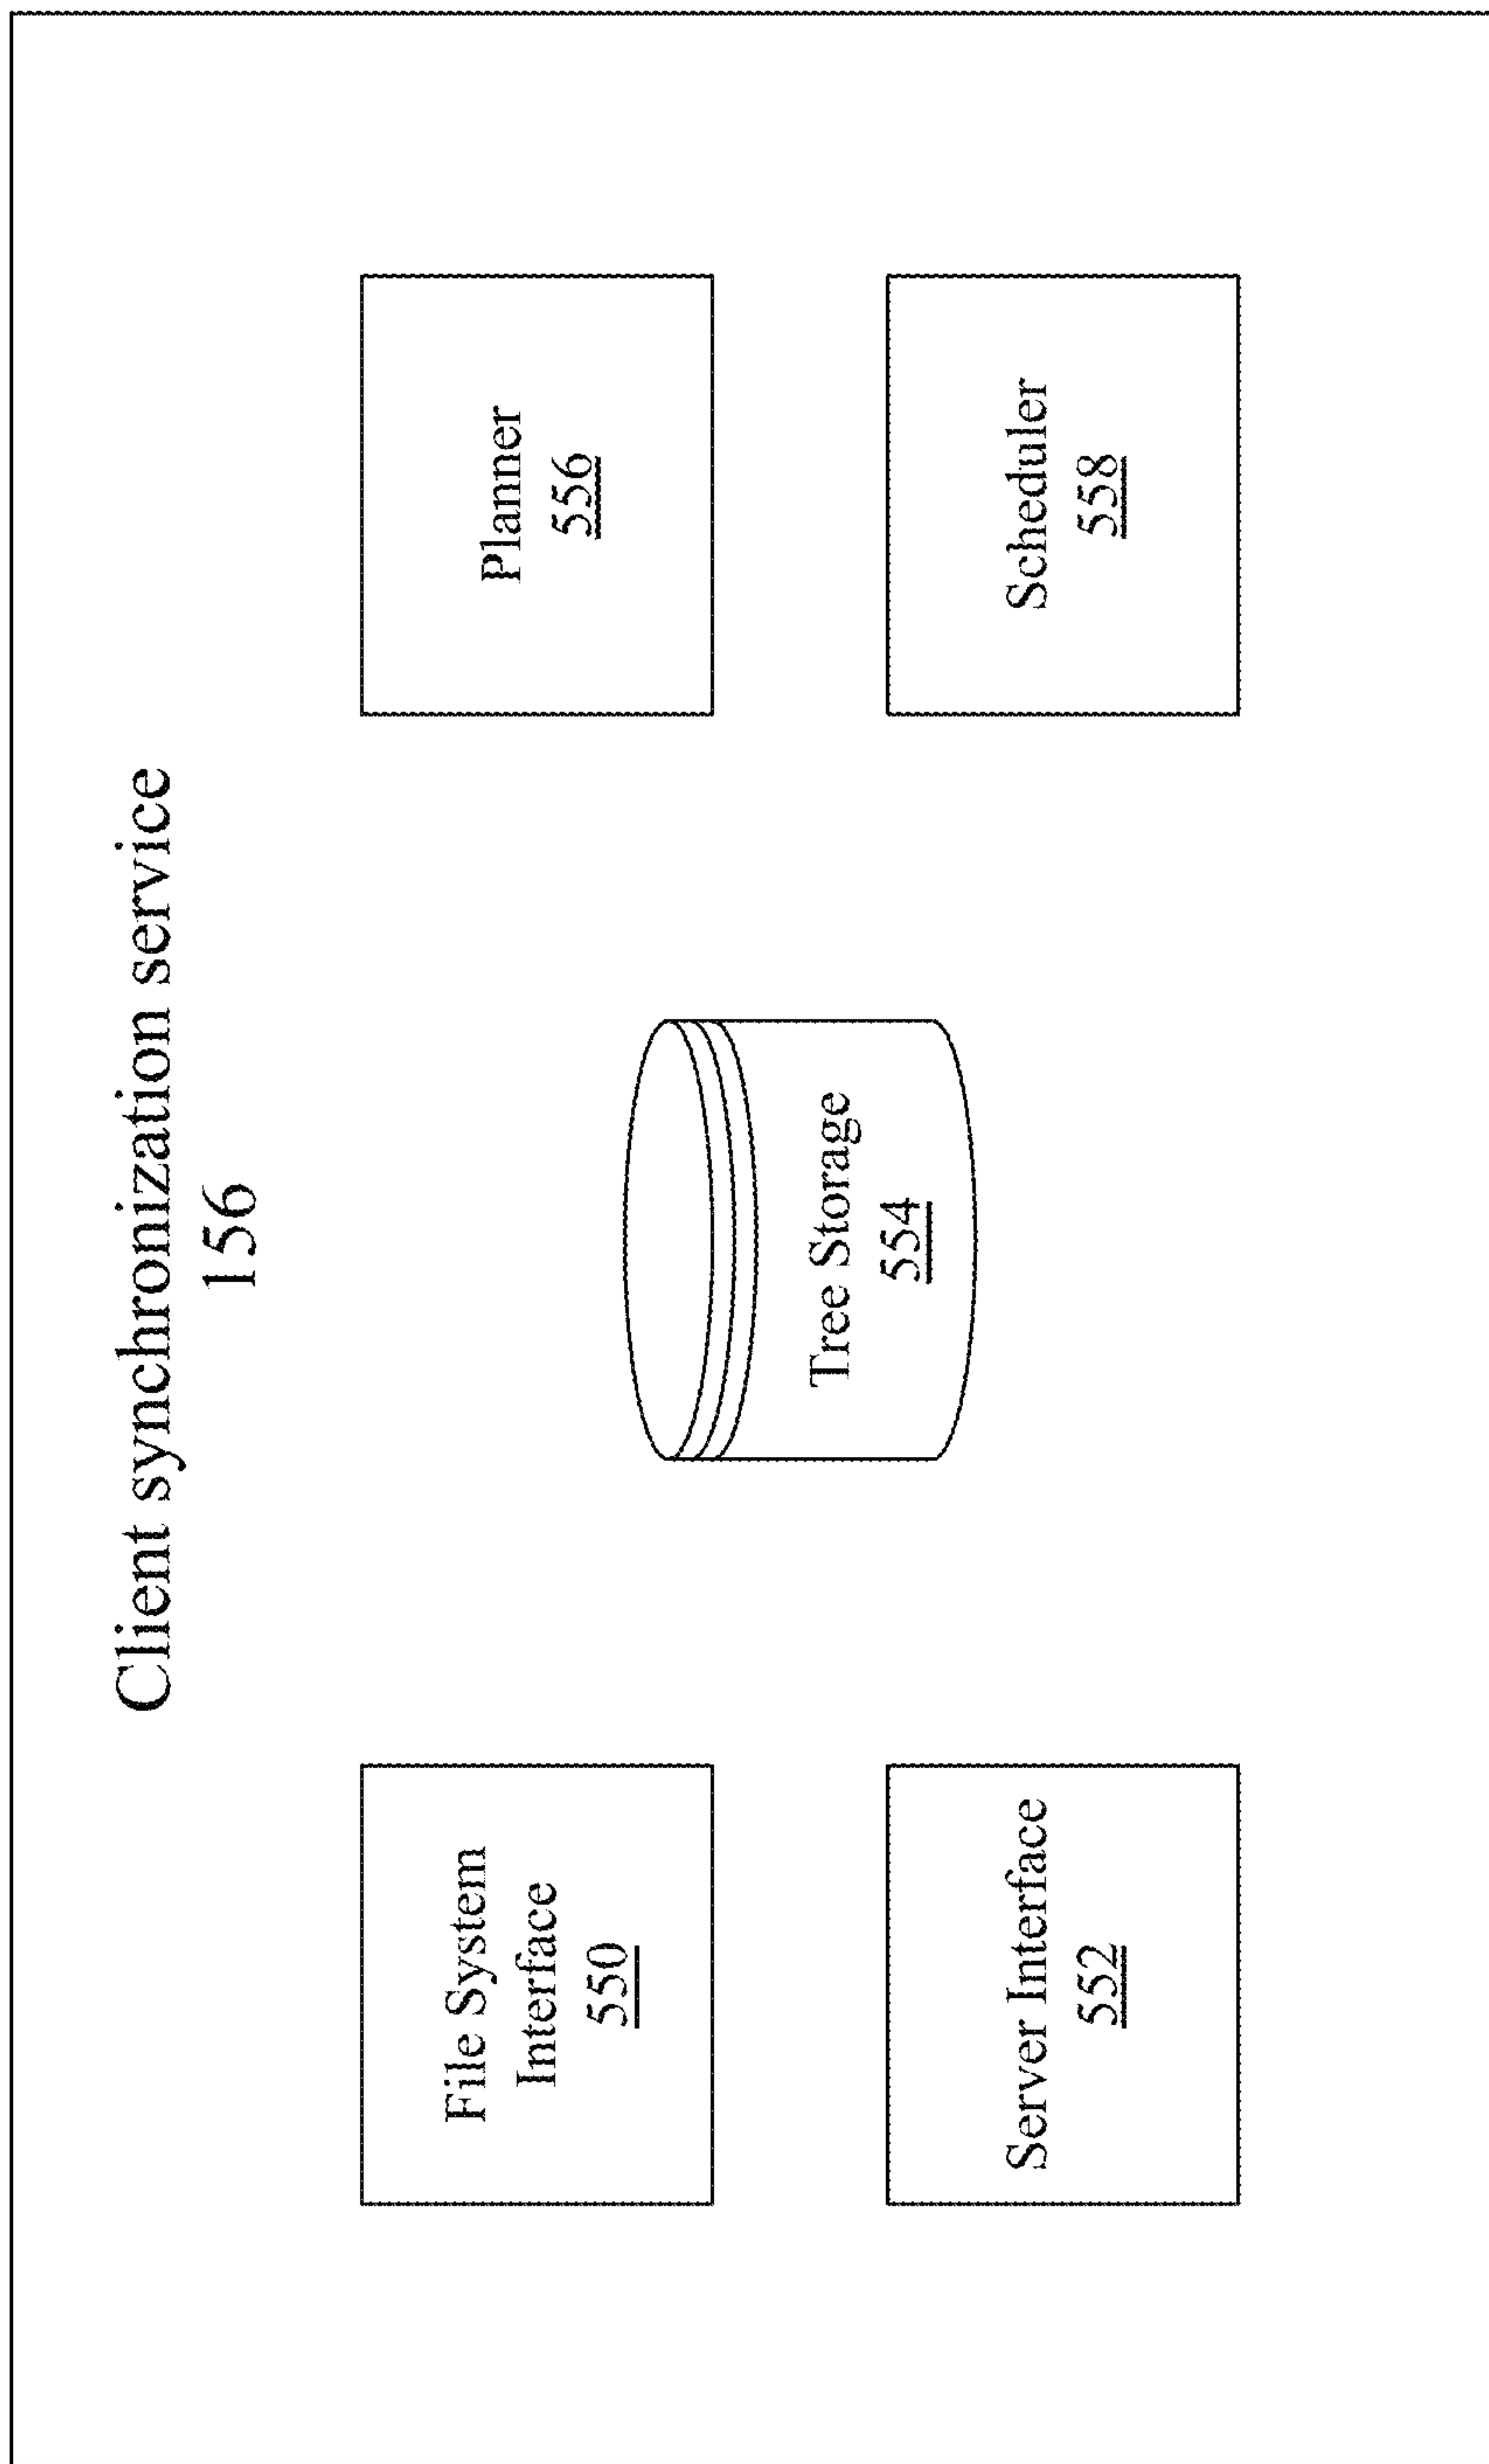 Client synchronization service
156
File System
Interface
550
Server Interface
552
Tree Storage
554
Planner
556
Scheduler
558